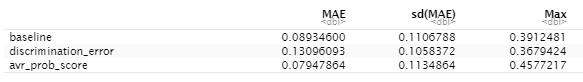 MAE sd(MAE) Max
<dbl> <dbl> <dbl>
baseline 0.08934600 0.1106788 0.3912481
discrimination_error 0.13096093 0.1058372 0.3679424
avr_prob_score 0.07947864 0.1134864 0.4577217